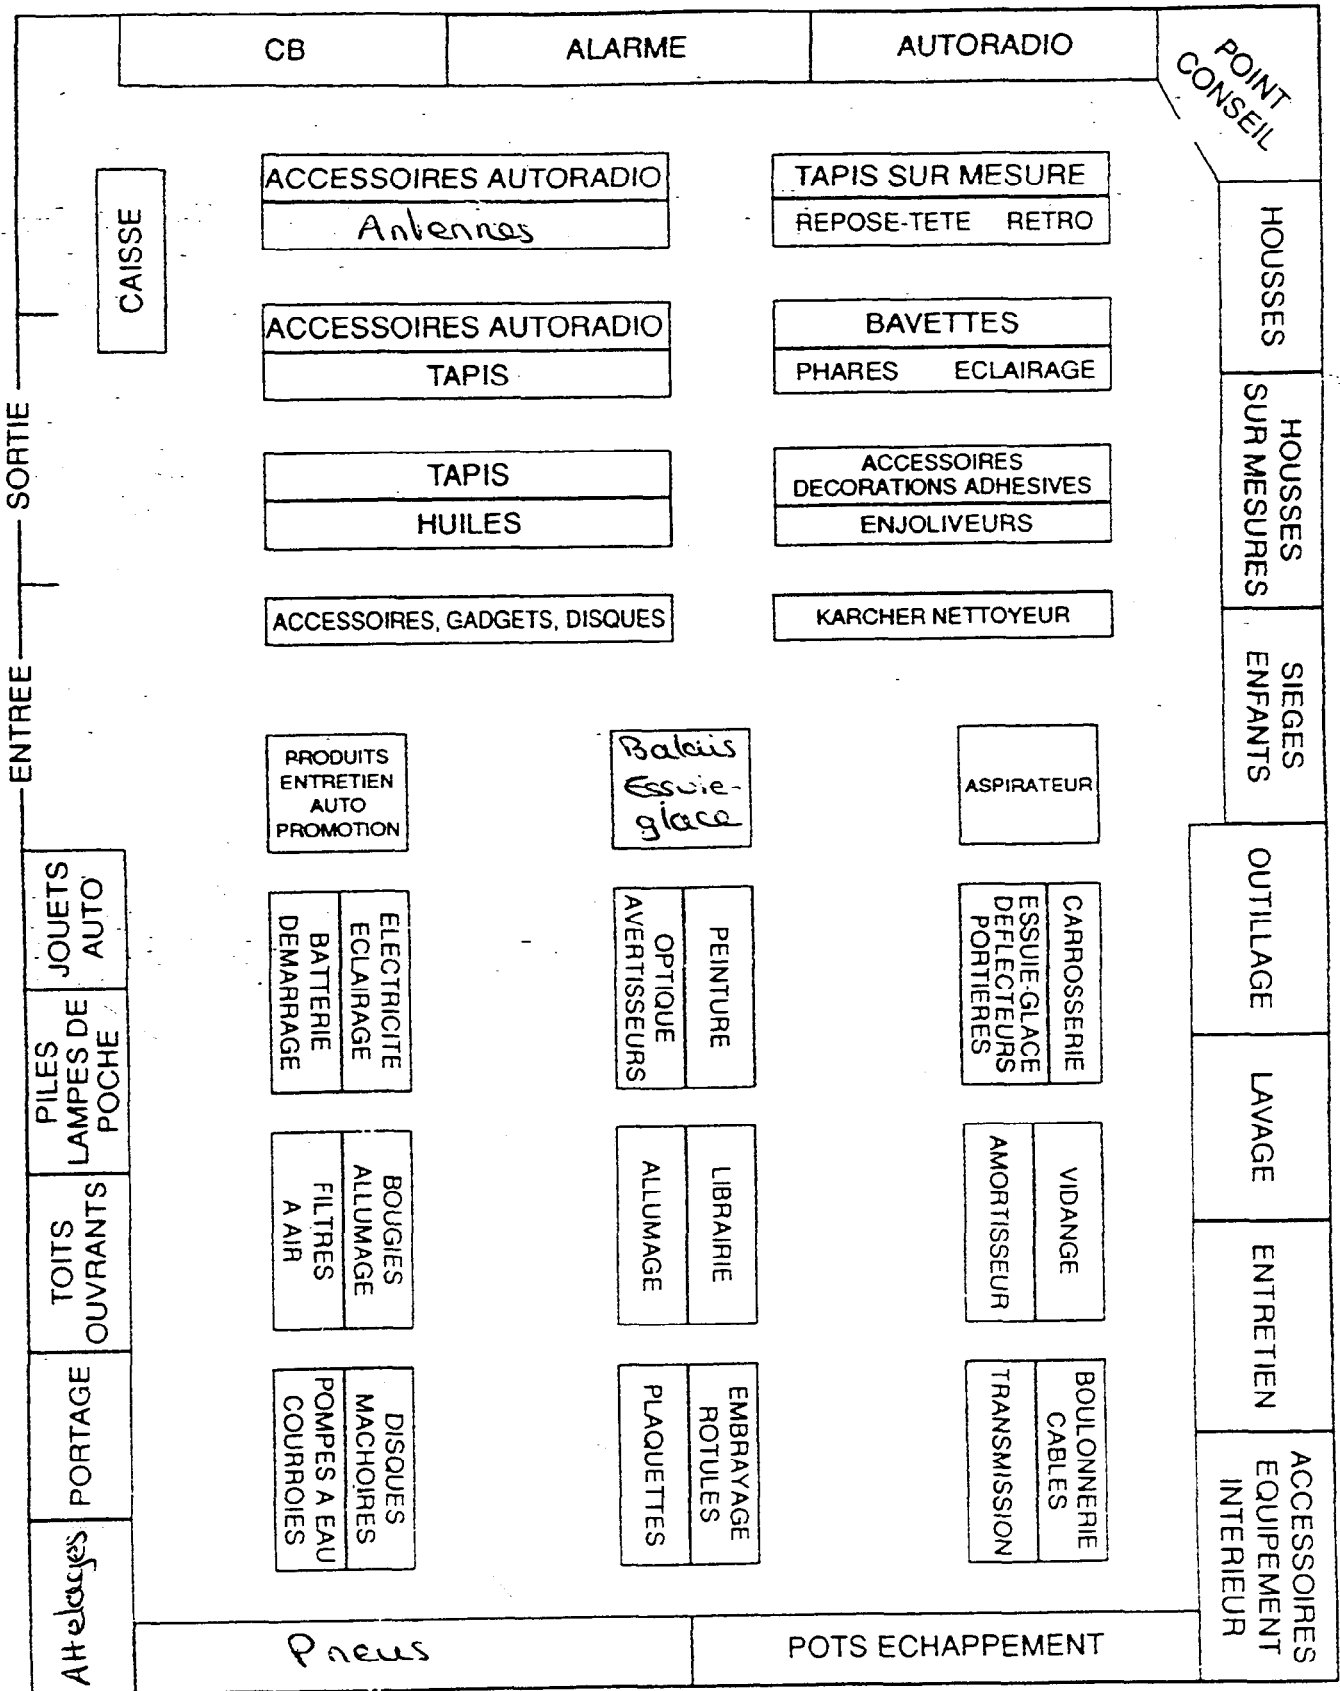 CB
ALARME
AUTORADIO
POINT
CONSEIL
CAISSE
ACCESSOIRES AUTORADIO
Antennes
TAPIS SUR MESURE
REPOSE-TETE RETRO
HOUSSES
ACCESSOIRES AUTORADIO
TAPIS
BAVETTES
PHARES ECLAIRAGE
SORTIE
TAPIS
HUILES
ACCESSOIRES
DECORATIONS ADHESIVES
ENJOLIVEURS
HOUSSES
SUR MESURES
ACCESSOIRES, GADGETS, DISQUES
KARCHER NETTOYEUR
ENTREE
SIEGES
ENFANTS
PRODUITS
ENTRETIEN
AUTO
PROMOTION
Balais
Essuie-
glace
ASPIRATEUR
JOUETS
AUTO
ELECTRICITE
ECLAIRAGE
BATTERIE
DEMARRAGE
PEINTURE
OPTIQUE
AVERTISSEURS
CARROSSERIE
ESSUIE-GLACE
DEFLECTEURS
PORTIERES
OUTILLAGE
PILES
LAMPES DE
POCHE
LAVAGE
TOITS
OUVRANTS
BOUGIES
ALLUMAGE
FILTRES
A AIR
LIBRAIRIE
ALLUMAGE
VIDANGE
AMORTISSEUR
ENTRETIEN
PORTAGE
DISQUES
MACHOIRES
POMPES A EAU
COURROIES
EMBRAYAGE
ROTULES
PLAQUETTES
BOULONNERIE
CABLES
TRANSMISSION
ACCESSOIRES
EQUIPEMENT
INTERIEUR
Attelages
Pneus
POTS ECHAPPEMENT